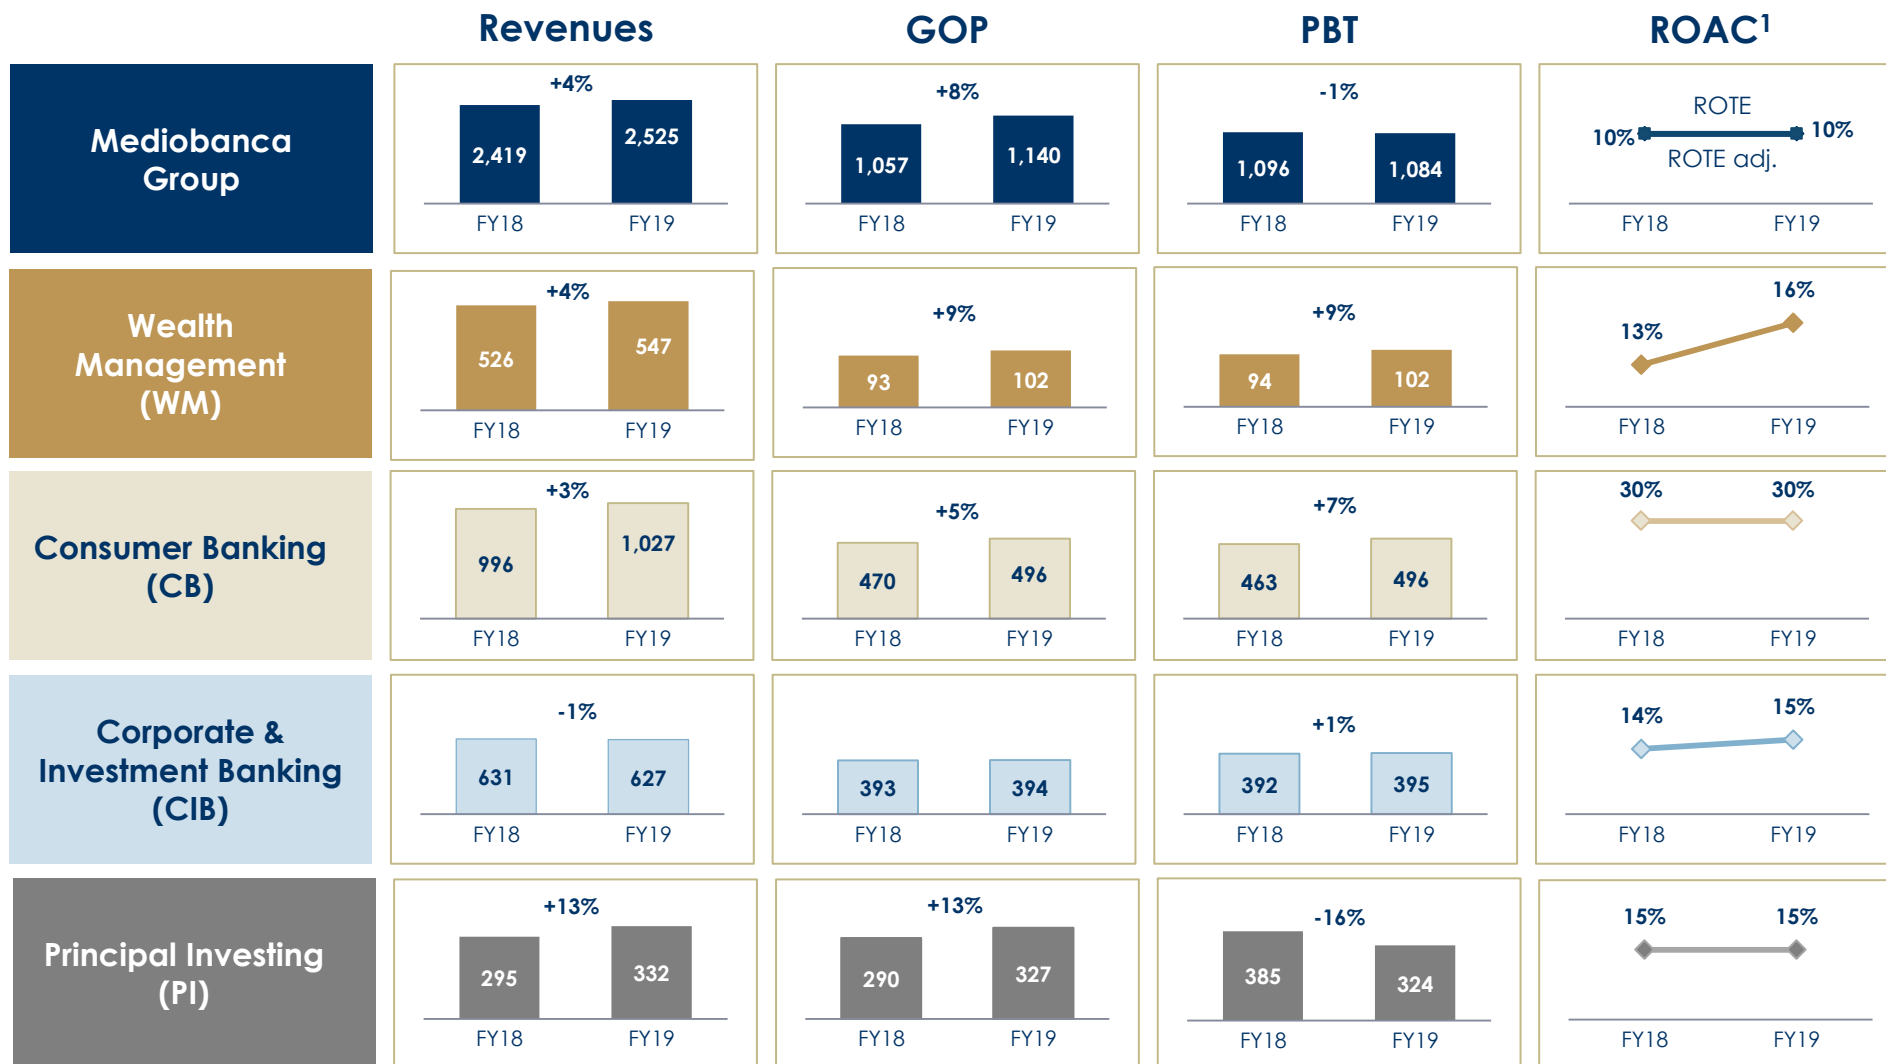 Revenues GOP PBT ROAC1
Mediobanca
Group
+4%
2,419 2,525
FY18 FY19
+8%
1,057 1,140
FY18 FY19
-1%
1,096 1,084
FY18 FY19
ROTE
10% 10%
ROTE adj.
FY18 FY19
Wealth
Management
(WM)
+4%
526 547
FY18 FY19
+9%
93 102
FY18 FY19
+9%
94 102
FY18 FY19
13% 16%
FY18 FY19
Consumer Banking
(CB)
+3%
996 1,027
FY18 FY19
+5%
470 496
FY18 FY19
+7%
463 496
FY18 FY19
30% 30%
FY18 FY19
Corporate &
Investment Banking
(CIB)
-1%
631 627
FY18 FY19
393 394
FY18 FY19
+1%
392 395
FY18 FY19
14% 15%
FY18 FY19
Principal Investing
(PI)
+13%
295 332
FY18 FY19
+13%
290 327
FY18 FY19
-16%
385 324
FY18 FY19
15% 15%
FY18 FY19